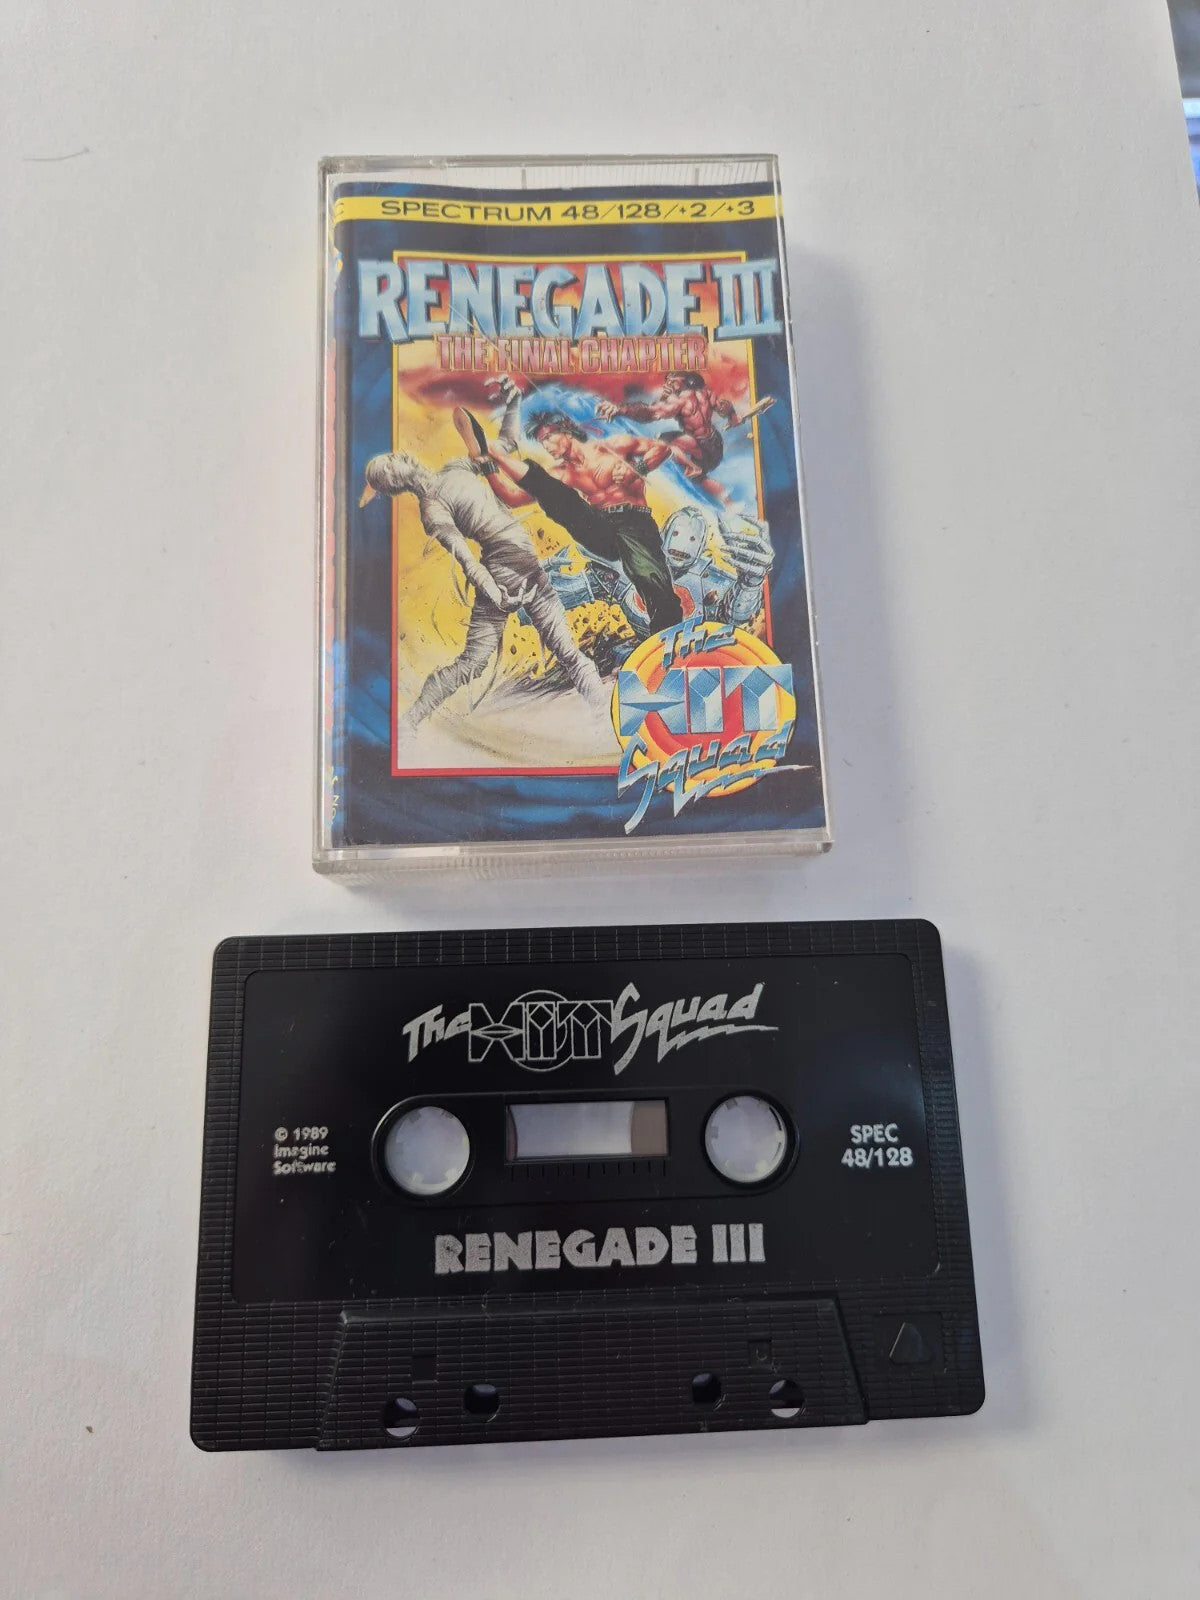 SPECTRUM 48/128/+2/+3
RENEGADE III
THE FINAL CHAPTER
The
HIT
Squad
The HIT Squad
© 1989
Imagine
Software
SPEC
48/128
RENEGADE III